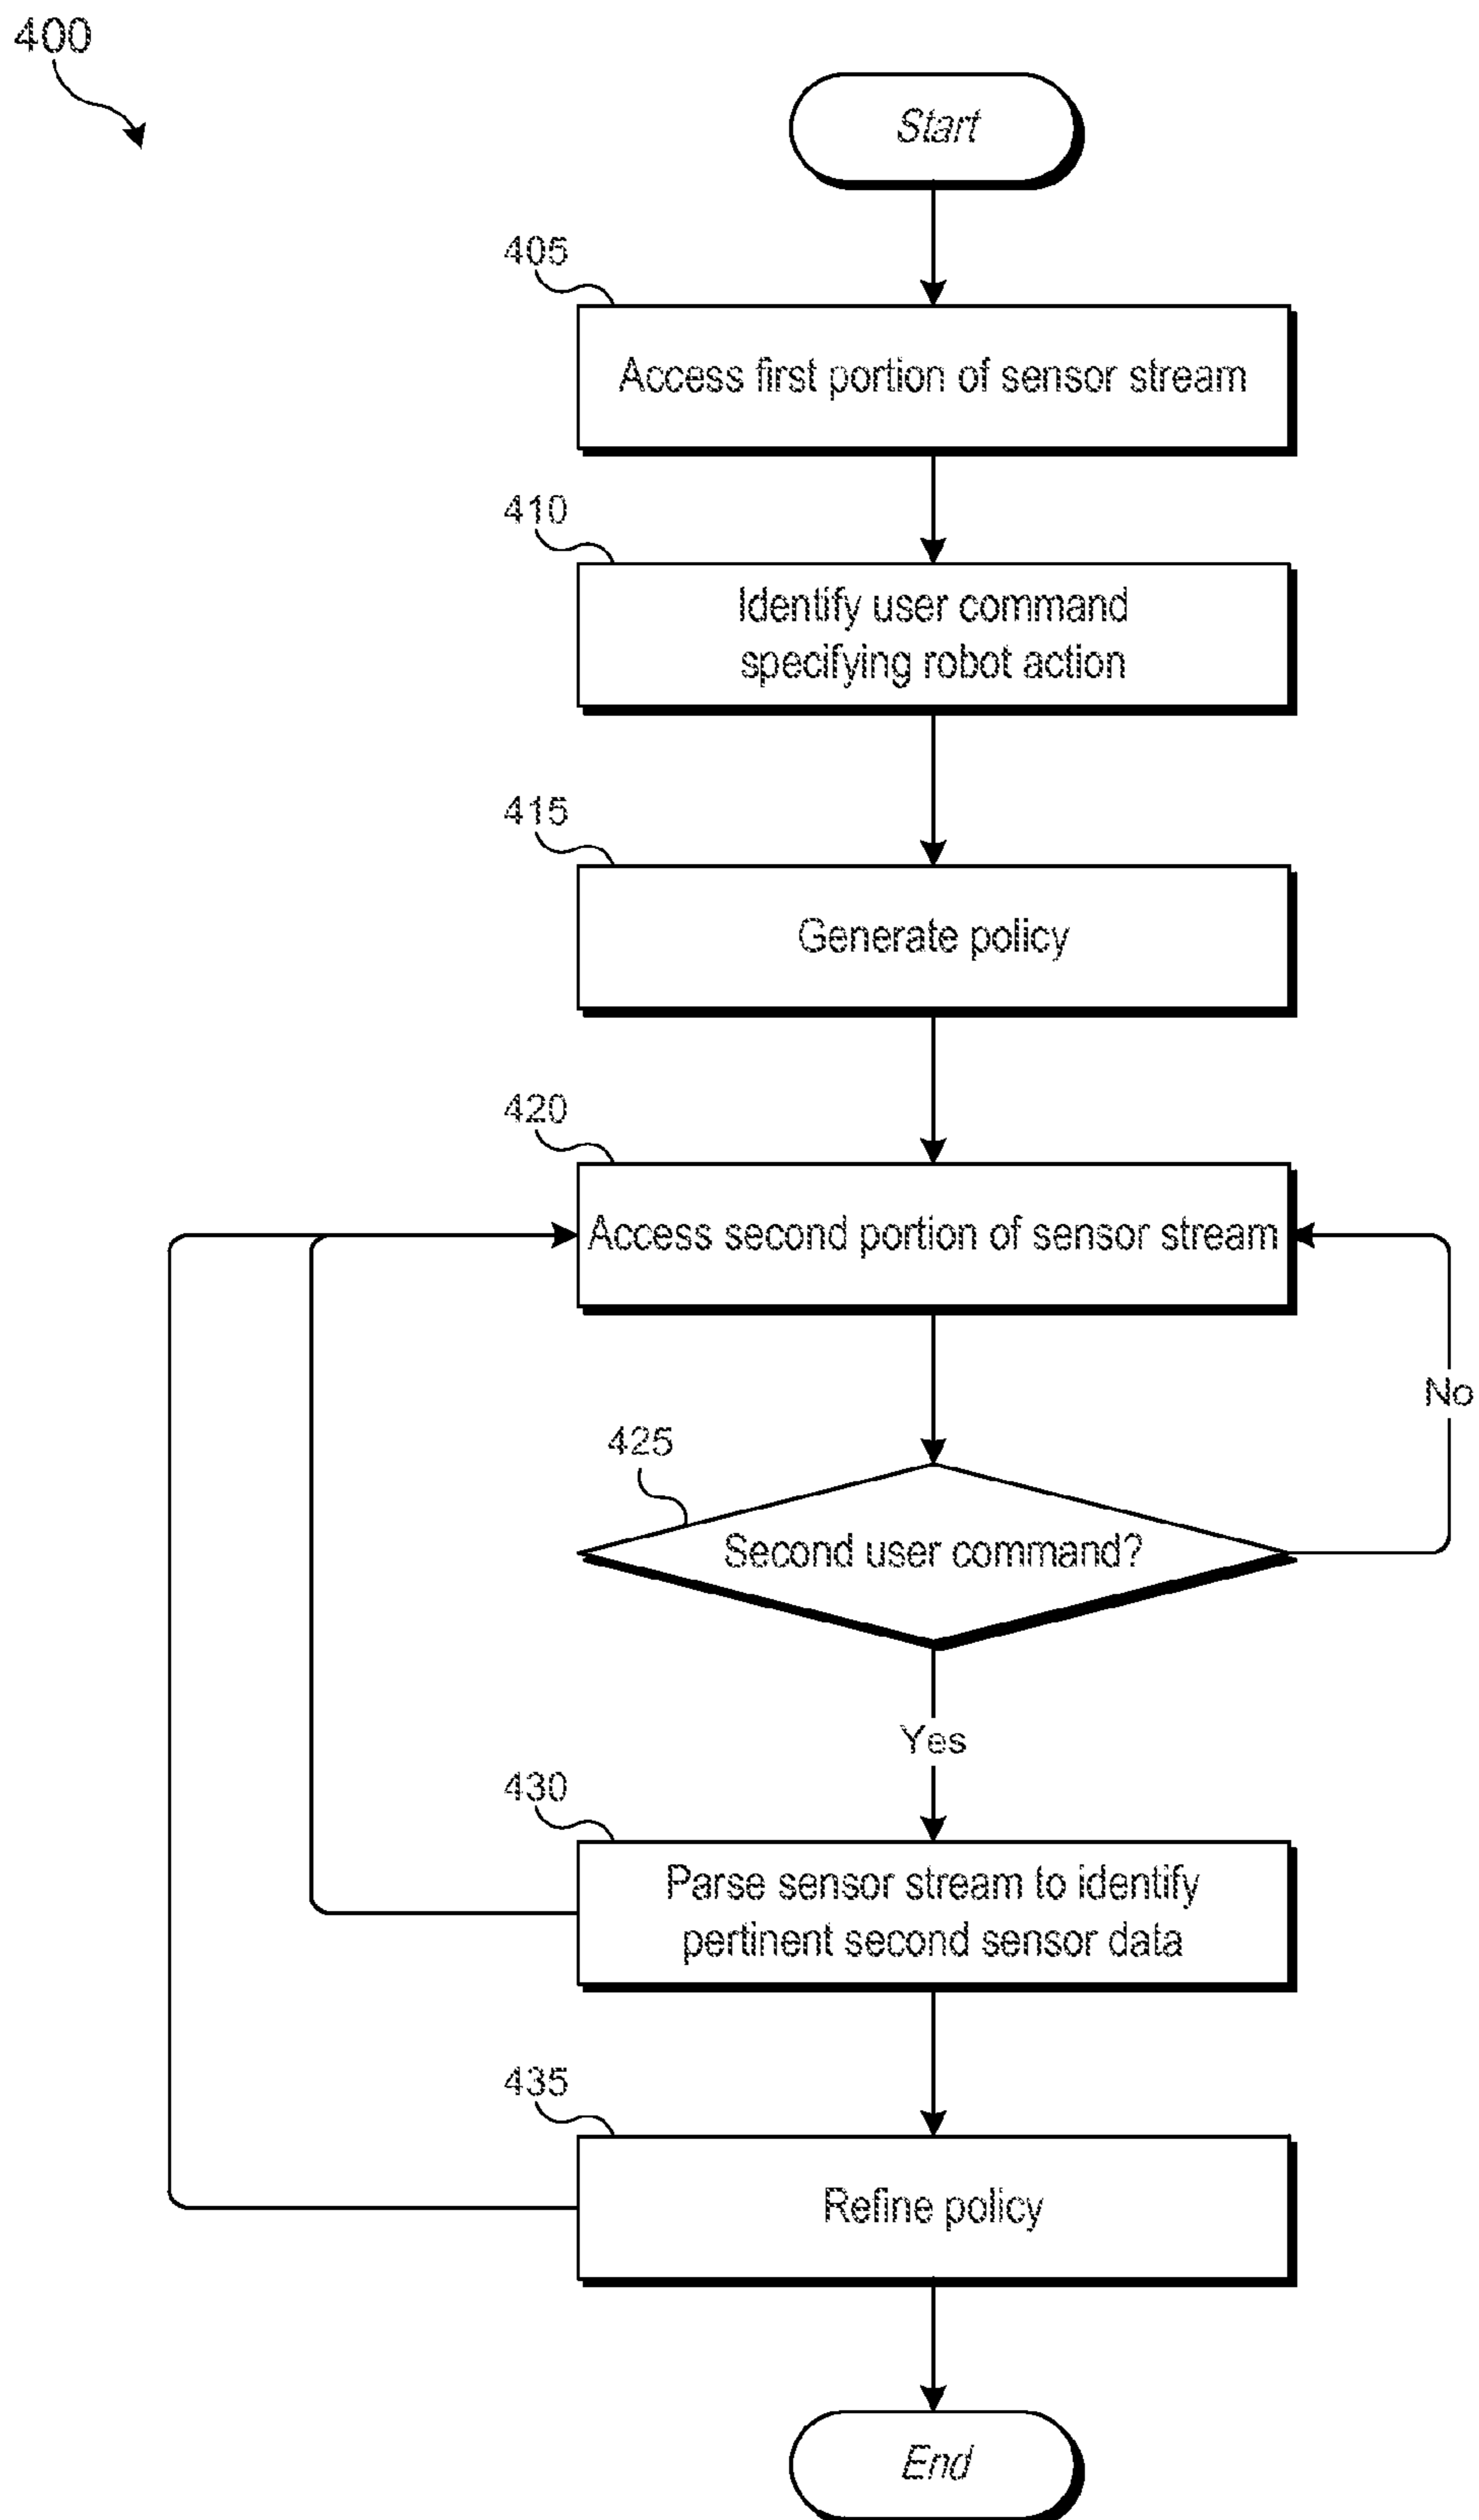 400
Start
405
Access first portion of sensor stream
410
Identify user command
specifying robot action
415
Generate policy
420
Access second portion of sensor stream
No
425
Second user command?
Yes
430
Parse sensor stream to identify
pertinent second sensor data
435
Refine policy
End